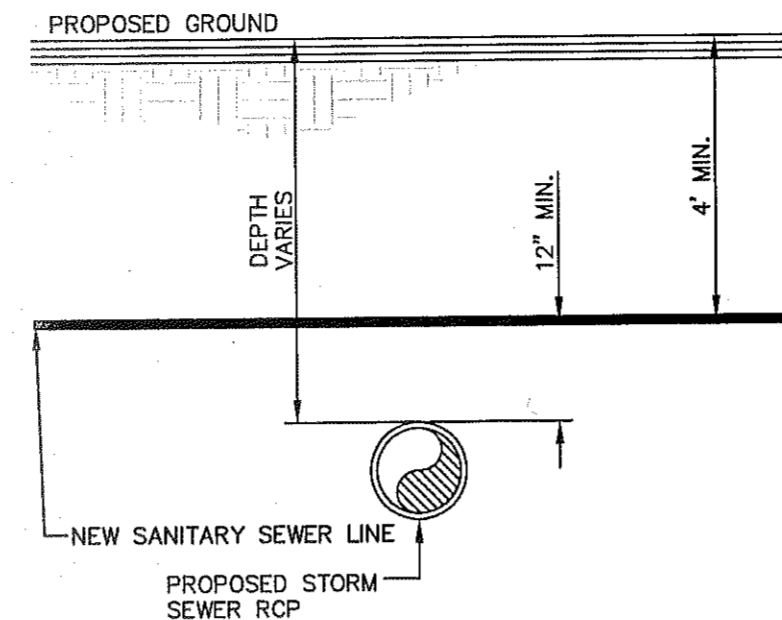 PROPOSED GROUND
DEPTH
VARIES
12" MIN.
4' MIN.
NEW SANITARY SEWER LINE
PROPOSED STORM
SEWER RCP